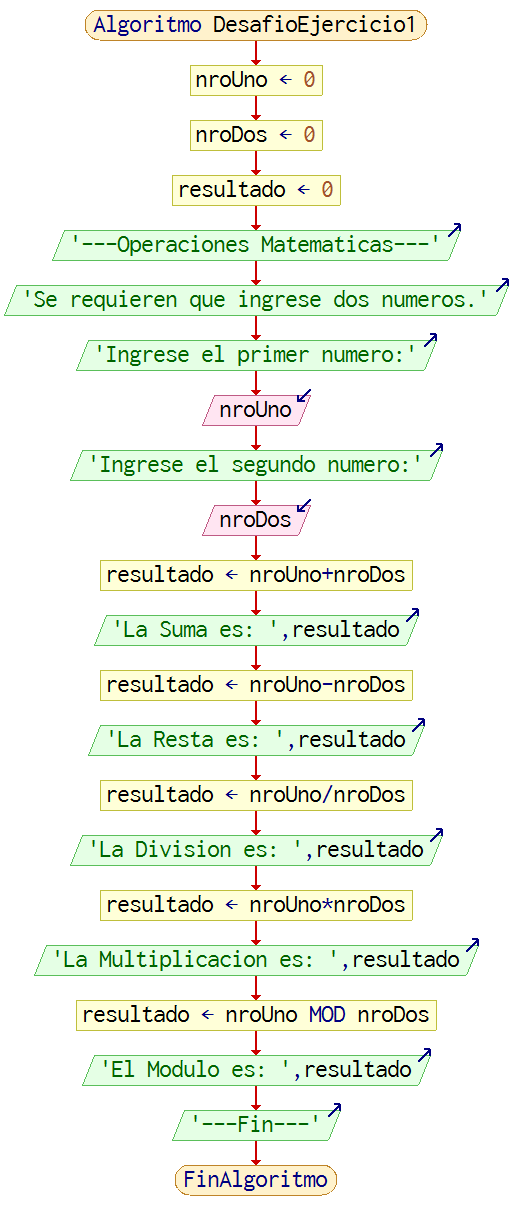 Algoritmo DesafioEjercicio1
nroUno ← 0
nroDos ← 0
resultado ← 0
'---Operaciones Matematicas---'
'Se requieren que ingrese dos numeros.'
'Ingrese el primer numero:'
nroUno
'Ingrese el segundo numero:'
nroDos
resultado ← nroUno+nroDos
'La Suma es: ',resultado
resultado ← nroUno-nroDos
'La Resta es: ',resultado
resultado ← nroUno/nroDos
'La Division es: ',resultado
resultado ← nroUno*nroDos
'La Multiplicacion es: ',resultado
resultado ← nroUno MOD nroDos
'El Modulo es: ',resultado
'---Fin---'
FinAlgoritmo